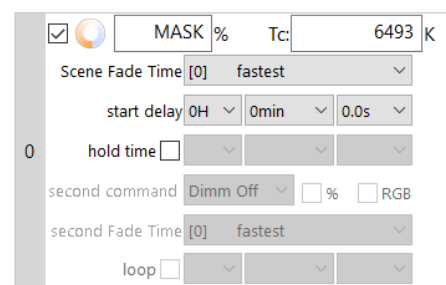 MASK % Tc: 6493 K
Scene Fade Time [0] fastest
start delay 0H 0min 0.0s
0 hold time
second command Dimm Off % RGB
second Fade Time [0] fastest
loop